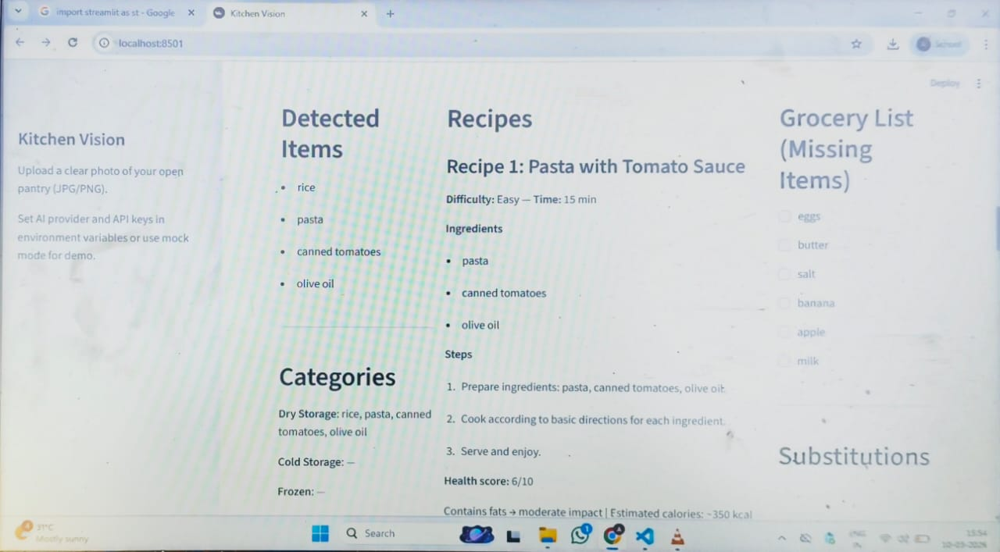 import streamlit as st - Google
Kitchen Vision
localhost:8501
School
Deploy
Kitchen Vision
Upload a clear photo of your open
pantry (JPG/PNG).
Set AI provider and API keys in
environment variables or use mock
mode for demo.
Detected
Items
rice
pasta
canned tomatoes
olive oil
Categories
Dry Storage: rice, pasta, canned
tomatoes, olive oil
Cold Storage: —
Frozen: —
Recipes
Recipe 1: Pasta with Tomato Sauce
Difficulty: Easy — Time: 15 min
Ingredients
pasta
canned tomatoes
olive oil
Steps
1. Prepare ingredients: pasta, canned tomatoes, olive oil.
2. Cook according to basic directions for each ingredient.
3. Serve and enjoy.
Health score: 6/10
Contains fats → moderate impact | Estimated calories: ~350 kcal
Grocery List
(Missing
Items)
eggs
butter
salt
banana
apple
milk
Substitutions
4
31°C
Mostly sunny
Search
1
ENG
IN
15:54